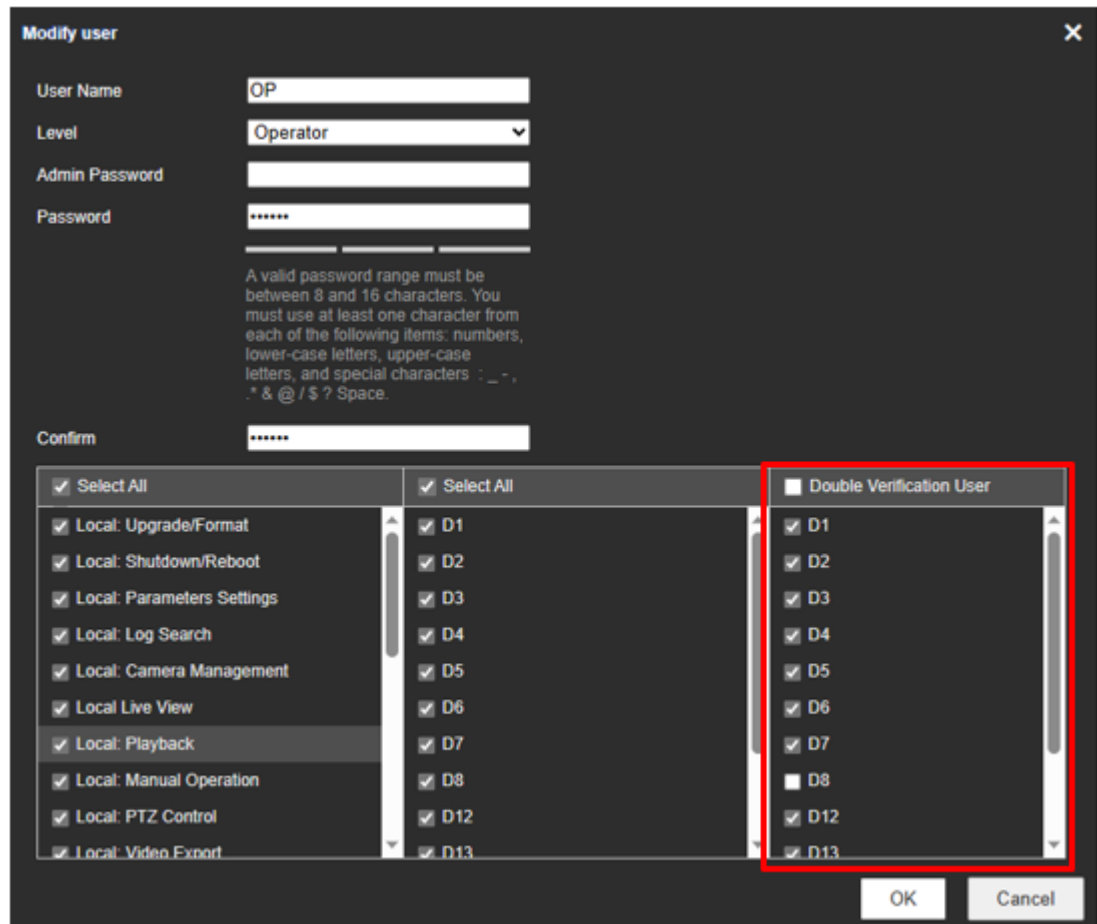 Modify user
User Name
OP
Level
Operator
Admin Password
Password
••••••
A valid password range must be
between 8 and 16 characters. You
must use at least one character from
each of the following items: numbers,
lower-case letters, upper-case
letters, and special characters : _ - ,
.* & @ / $ ? Space.
Confirm
••••••
Select All
Local: Upgrade/Format
Local: Shutdown/Reboot
Local: Parameters Settings
Local: Log Search
Local: Camera Management
Local Live View
Local: Playback
Local: Manual Operation
Local: PTZ Control
Local: Video Export
Select All
D1
D2
D3
D4
D5
D6
D7
D8
D12
D13
Double Verification User
D1
D2
D3
D4
D5
D6
D7
D8
D12
D13
OK
Cancel